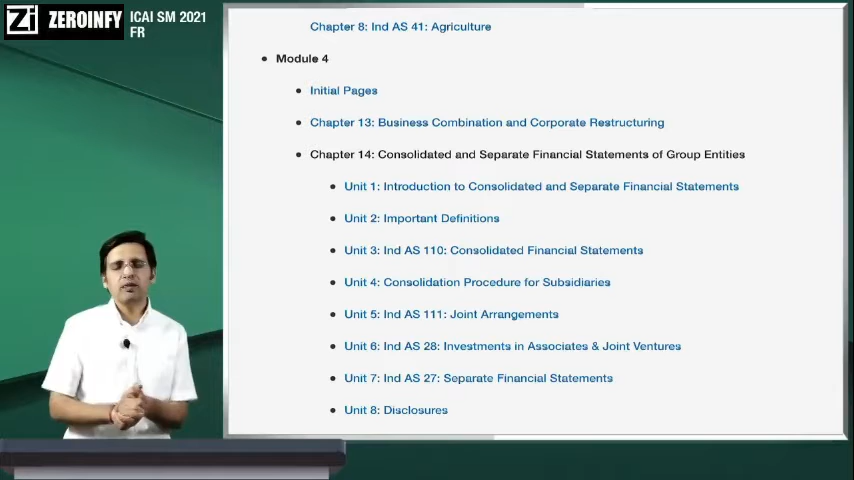 Zi ZEROINFY ICAI SM 2021
FR
Chapter 8: Ind AS 41: Agriculture
Module 4
Initial Pages
Chapter 13: Business Combination and Corporate Restructuring
Chapter 14: Consolidated and Separate Financial Statements of Group Entities
Unit 1: Introduction to Consolidated and Separate Financial Statements
Unit 2: Important Definitions
Unit 3: Ind AS 110: Consolidated Financial Statements
Unit 4: Consolidation Procedure for Subsidiaries
Unit 5: Ind AS 111: Joint Arrangements
Unit 6: Ind AS 28: Investments in Associates & Joint Ventures
Unit 7: Ind AS 27: Separate Financial Statements
Unit 8: Disclosures